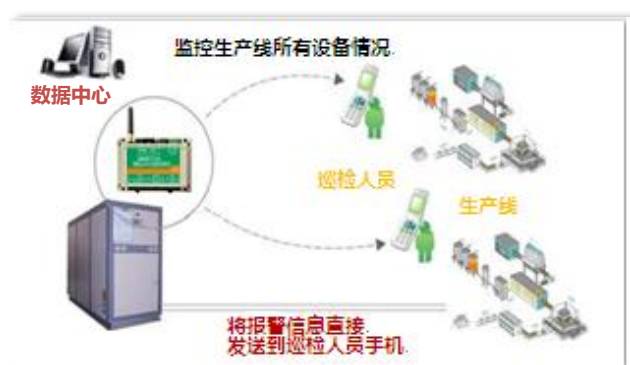 监控生产线所有设备情况.
数据中心
巡检人员
生产线
将报警信息直接.
发送到巡检人员手机.